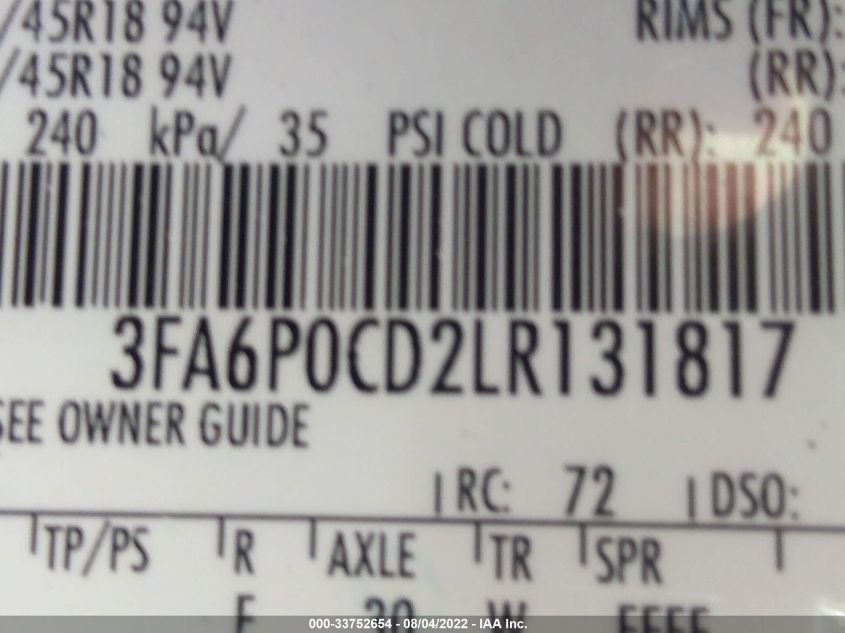 /45R18 94V RIMS (FR):
/45R18 94V (RR):
240 kPa/ 35 PSI COLD (RR): 240
3FA6P0CD2LR131817
SEE OWNER GUIDE
RC: 72 DSO:
TP/PS R AXLE TR SPR
000-33752654 - 08/04/2022 - IAA Inc.